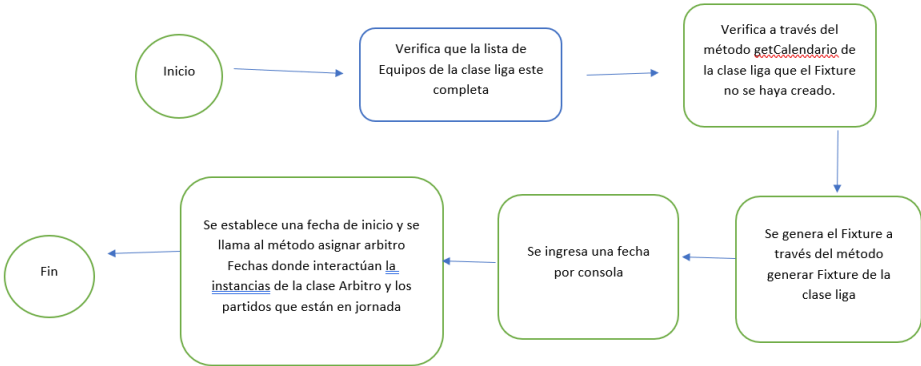 Inicio
Verifica que la lista de
Equipos de la clase liga este
completa
Verifica a través del
método getCalendario de
la clase liga que el Fixture
no se haya creado.
Se genera el Fixture a
través del método
generar Fixture de la
clase liga
Se ingresa una fecha
por consola
Se establece una fecha de inicio y se
llama al método asignar arbitro
Fechas donde interactúan la
instancias de la clase Arbitro y los
partidos que están en jornada
Fin